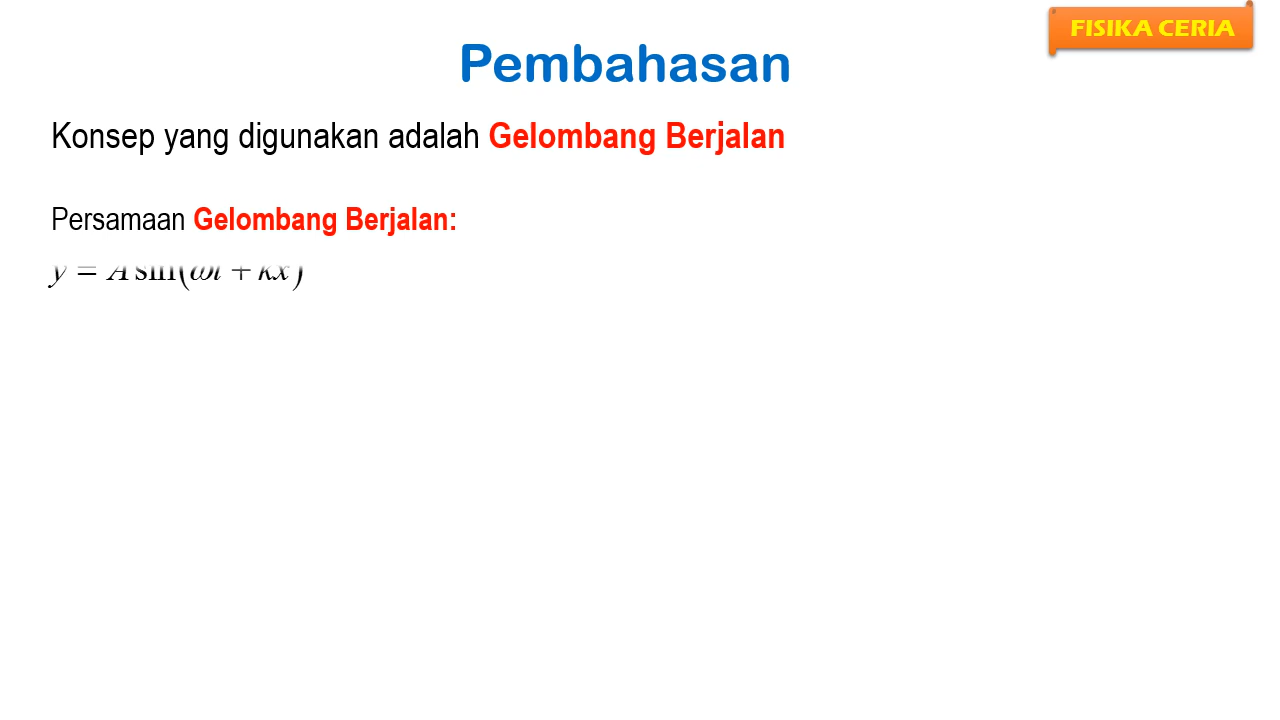 FISIKA CERIA
Pembahasan
Konsep yang digunakan adalah Gelombang Berjalan
Persamaan Gelombang Berjalan:
y = A sin(ωt + kx)